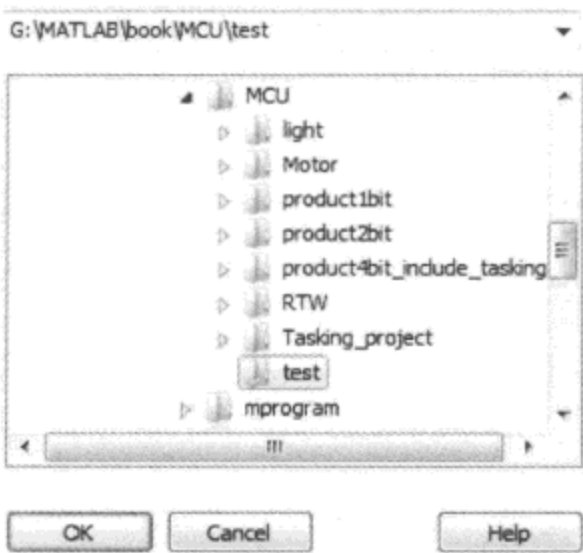 G:\MATLAB\book\MCU\test
MCU
light
Motor
product1bit
product2bit
product4bit_include_tasking
RTW
Tasking_project
test
mprogram
OK
Cancel
Help